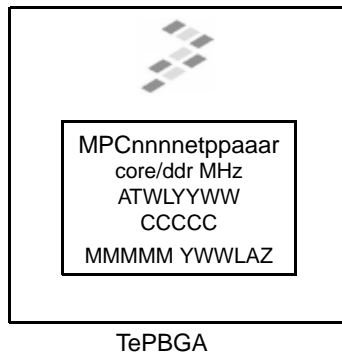 MPCnnnnetppaaar
core/ddr MHz
ATWLYYWW
CCCCC
MMMMM YWWLAZ
TePBGA